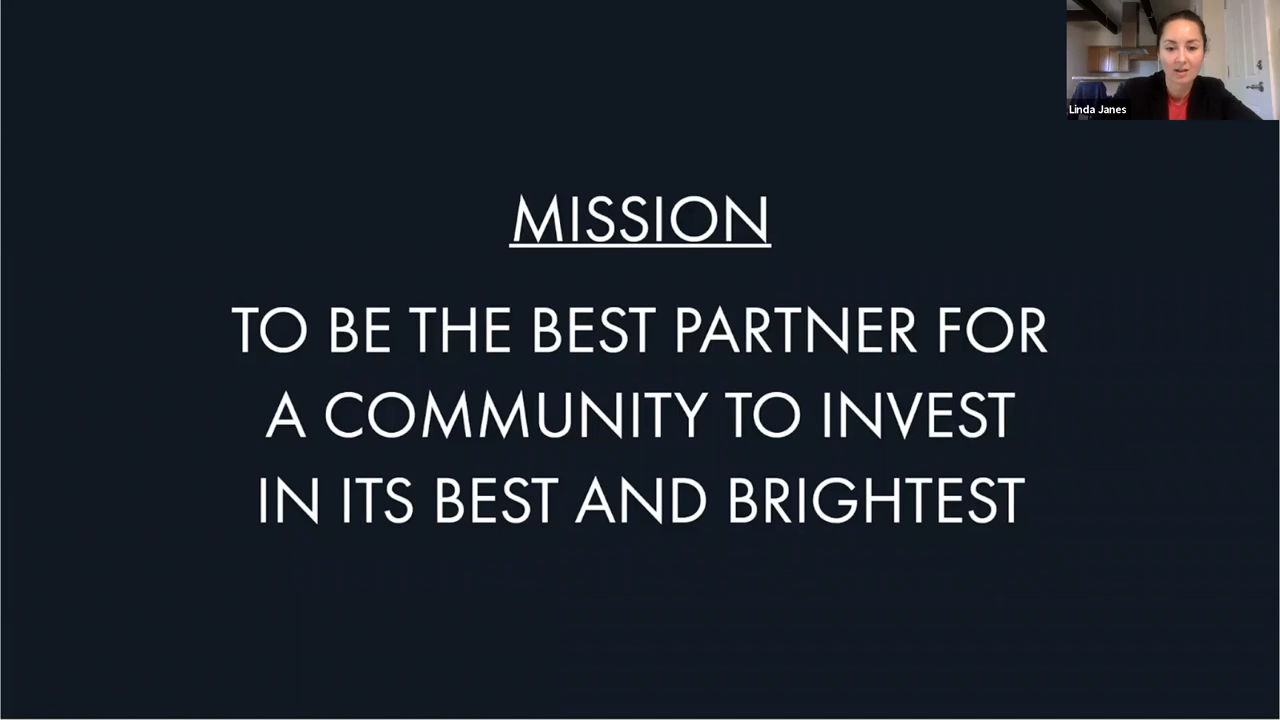 Linda Janes
MISSION
TO BE THE BEST PARTNER FOR
A COMMUNITY TO INVEST
IN ITS BEST AND BRIGHTEST